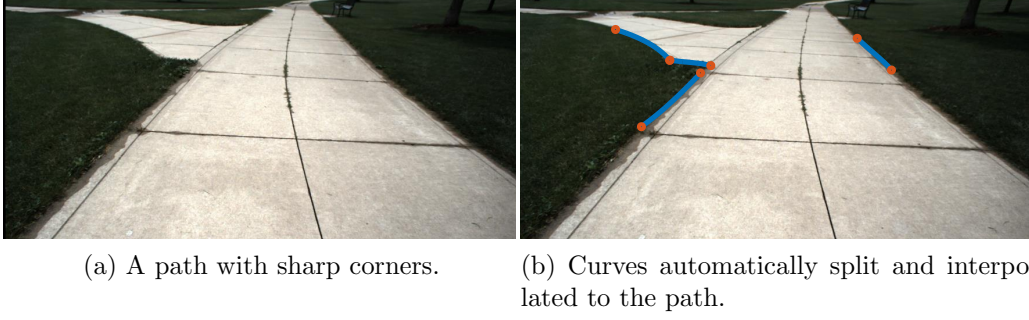 (a) A path with sharp corners.
(b) Curves automatically split and interpo
lated to the path.